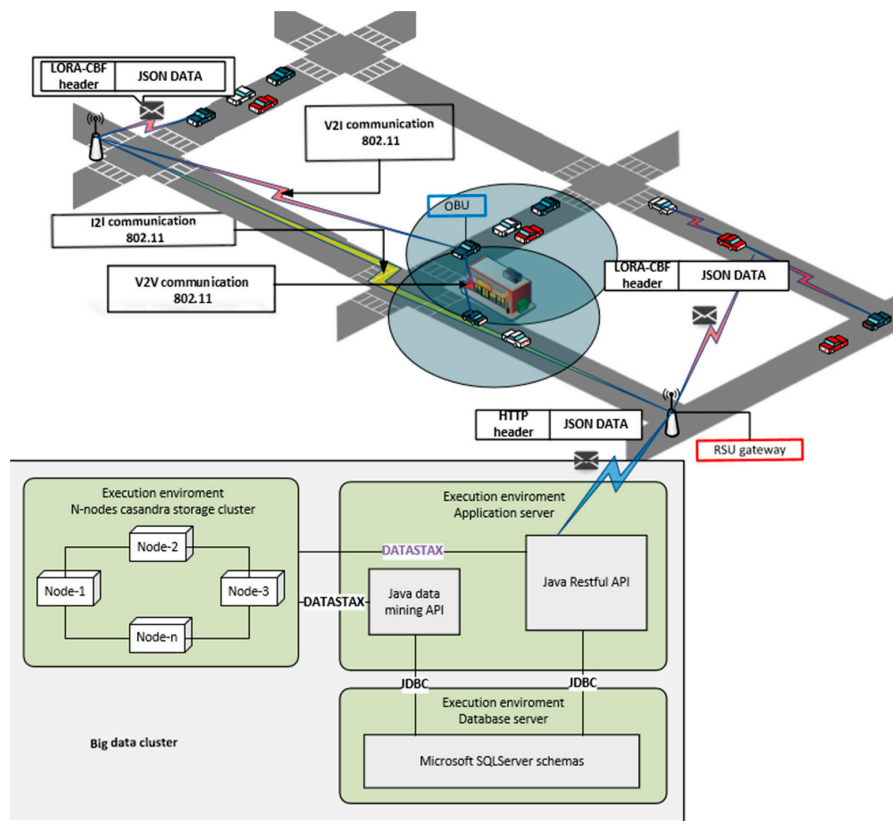 LORA-CBF
header
JSON DATA
V2I communication
802.11
OBU
I2I communication
802.11
V2V communication
802.11
LORA-CBF
header
JSON DATA
HTTP
header
JSON DATA
RSU gateway
Execution enviroment
N-nodes casandra storage cluster
Node-2
Node-1
Node-3
Node-n
Execution enviroment
Application server
DATASTAX
DATASTAX
Java data
mining API
Java Restful API
JDBC
JDBC
Execution enviroment
Database server
Microsoft SQLServer schemas
Big data cluster